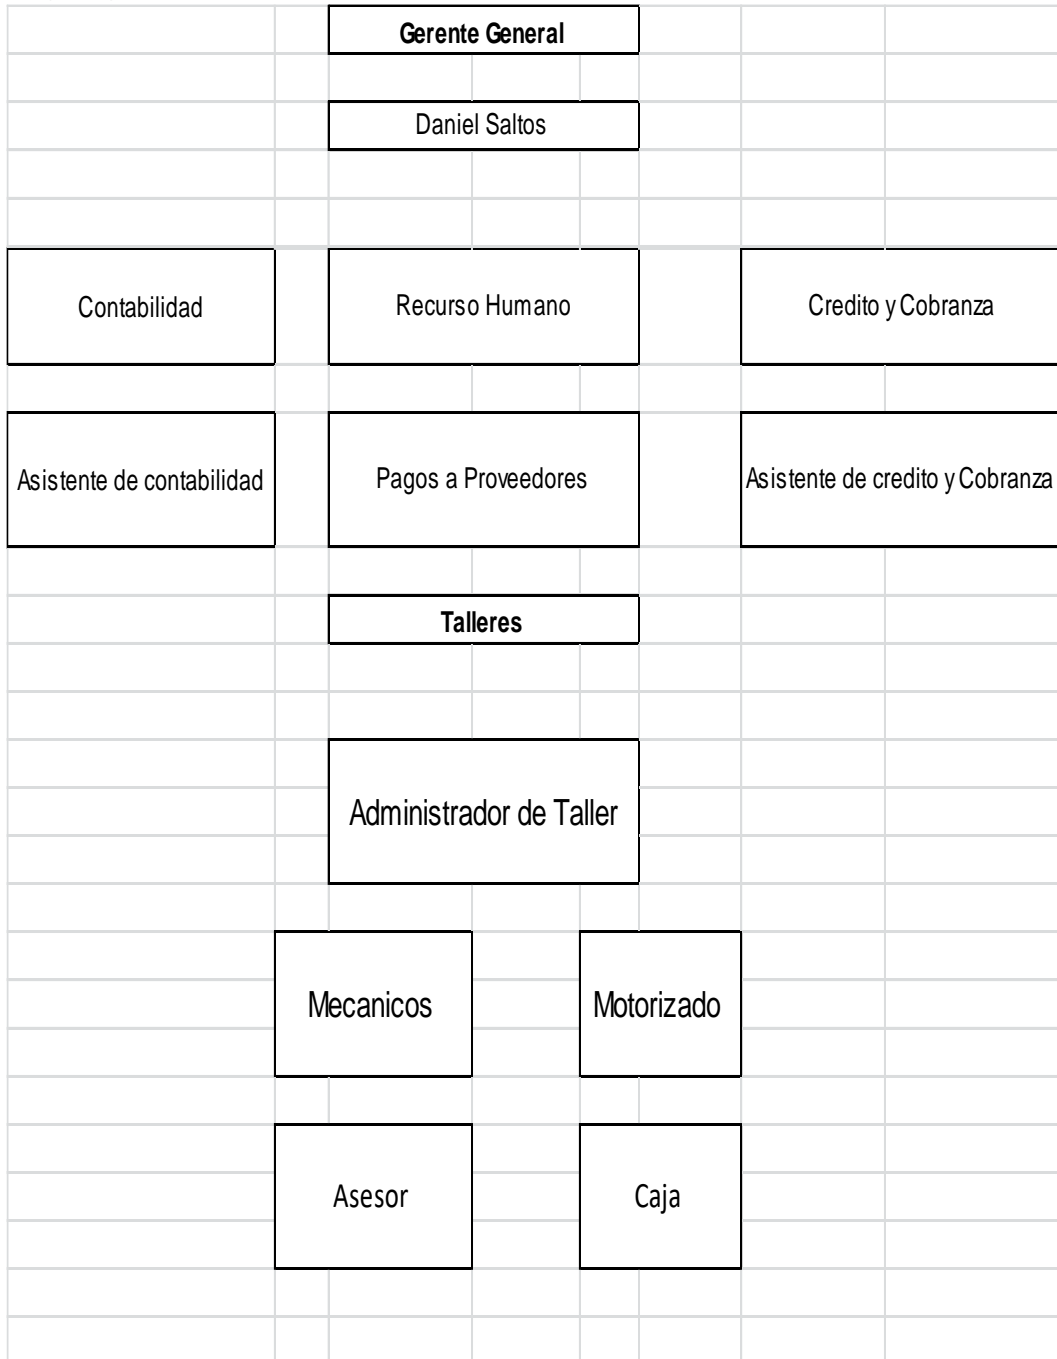 Gerente General
Daniel Saltos
Contabilidad
Recurso Humano
Credito y Cobranza
Asistente de contabilidad
Pagos a Proveedores
Asistente de credito y Cobranza
Talleres
Administrador de Taller
Mecanicos
Motorizado
Asesor
Caja